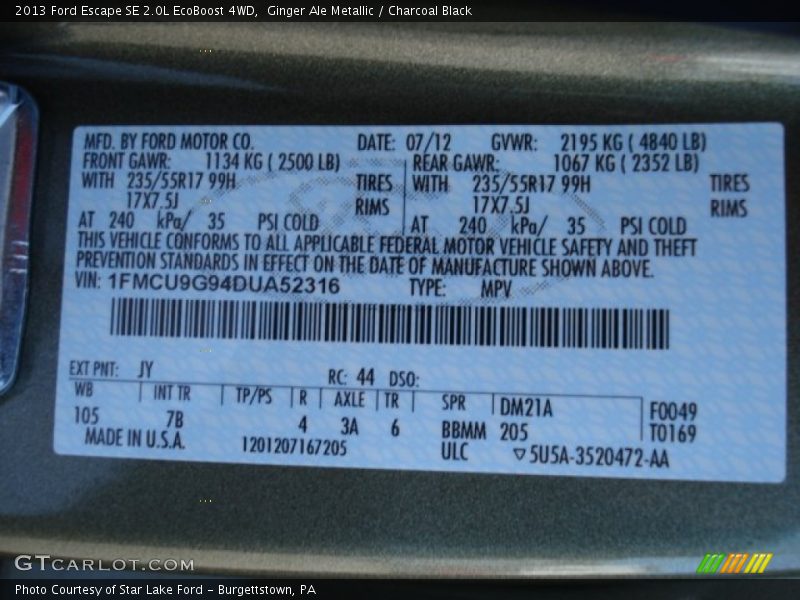 2013 Ford Escape SE 2.0L EcoBoost 4WD,  Ginger Ale Metallic / Charcoal Black
MFD. BY FORD MOTOR CO. DATE: 07/12 GVWR: 2195 KG ( 4840 LB)
FRONT GAWR: 1134 KG ( 2500 LB) REAR GAWR: 1067 KG ( 2352 LB)
WITH 235/55R17 99H TIRES WITH 235/55R17 99H TIRES
17X7.5J RIMS 17X7.5J RIMS
AT 240 kPa/ 35 PSI COLD AT 240 kPa/ 35 PSI COLD
THIS VEHICLE CONFORMS TO ALL APPLICABLE FEDERAL MOTOR VEHICLE SAFETY AND THEFT
PREVENTION STANDARDS IN EFFECT ON THE DATE OF MANUFACTURE SHOWN ABOVE.
VIN: 1FMCU9G94DUA52316 TYPE: MPV
EXT PNT: JY RC: 44 DSO:
WB INT TR TP/PS R AXLE TR SPR DM21A F0049
105 7B 4 3A 6 BBMM 205 T0169
MADE IN U.S.A. 1201207167205 ULC ▽5U5A-3520472-AA
GTCARLOT.COM
Photo Courtesy of Star Lake Ford - Burgettstown, PA